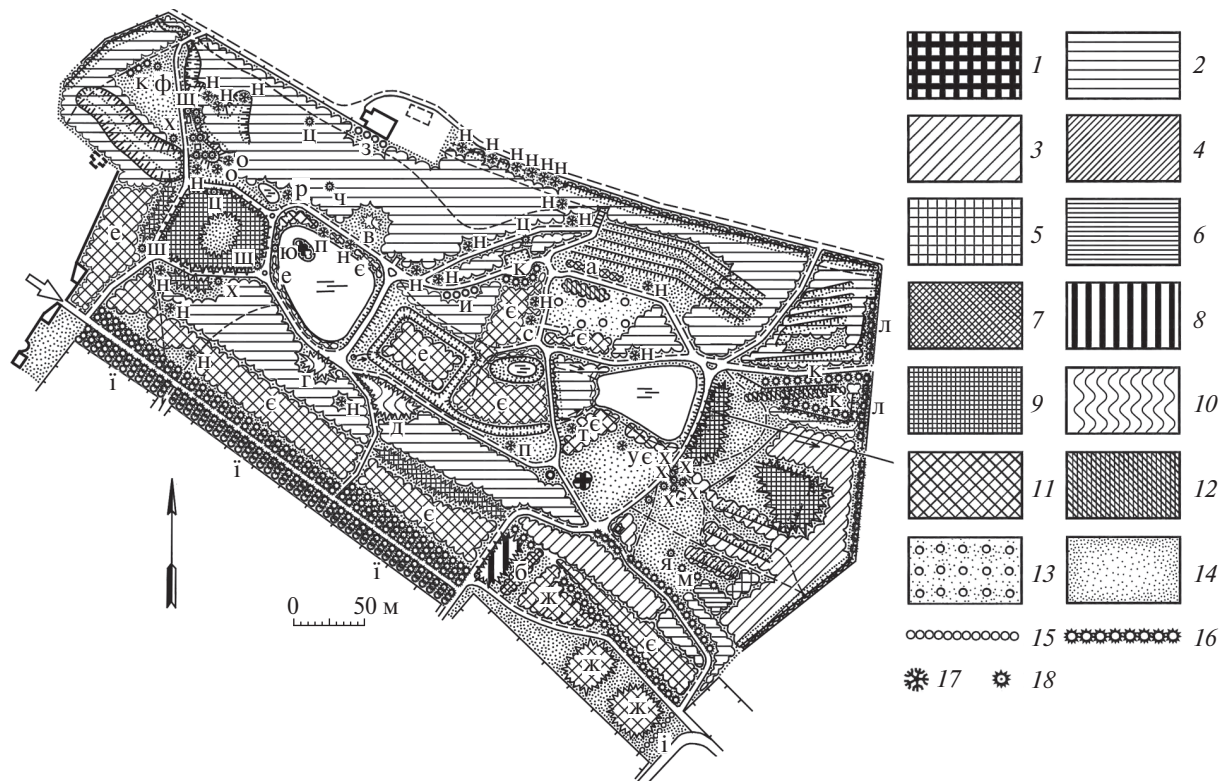 к ф
н
н
н
г
щ
х
ц
з
н н н н н н
о
о
н
р
ч
ц
н
н
ц
е
ш
ш
ю
п
н
в
є
е
х
н
н
н
н
н
н
к
и
є
н
с
а
н
є
н
л
л
к
к
г
н
д
е
є
т
є
п
у є
х
х
х
х
х
ї
ї
ї
є
є
б
ж
є
ж
ж
і
я
м
0 50 м
1 2
3 4
5 6
7 8
9 10
11 12
13 14
15 16
17 18